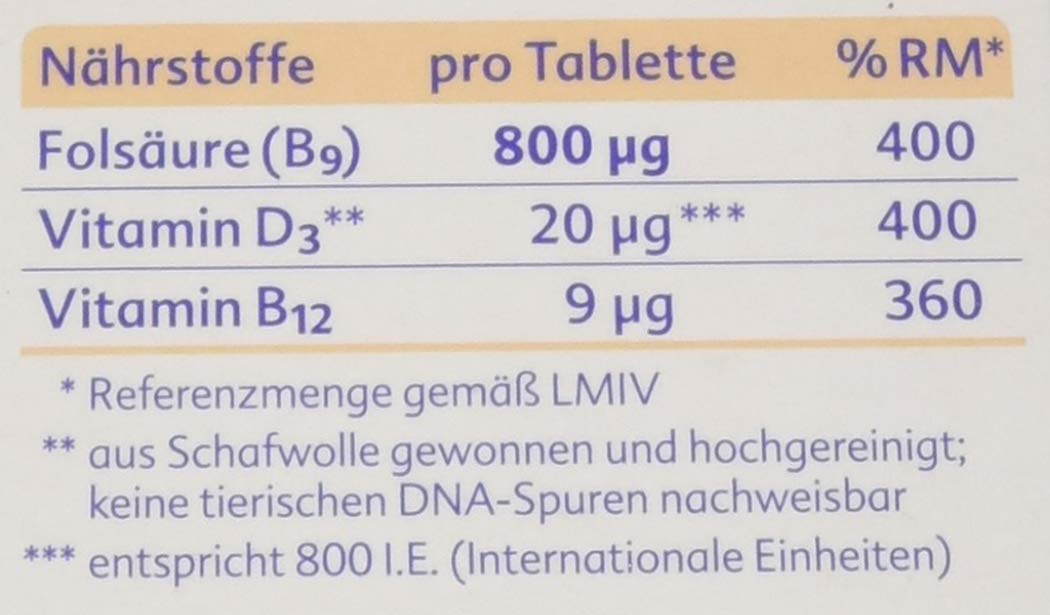 Nährstoffe pro Tablette % RM*
Folsäure (B9) 800 µg 400
Vitamin D3** 20 µg*** 400
Vitamin B12 9 µg 360
* Referenzmenge gemäß LMIV
** aus Schafwolle gewonnen und hochgereinigt;
keine tierischen DNA-Spuren nachweisbar
*** entspricht 800 I.E. (Internationale Einheiten)